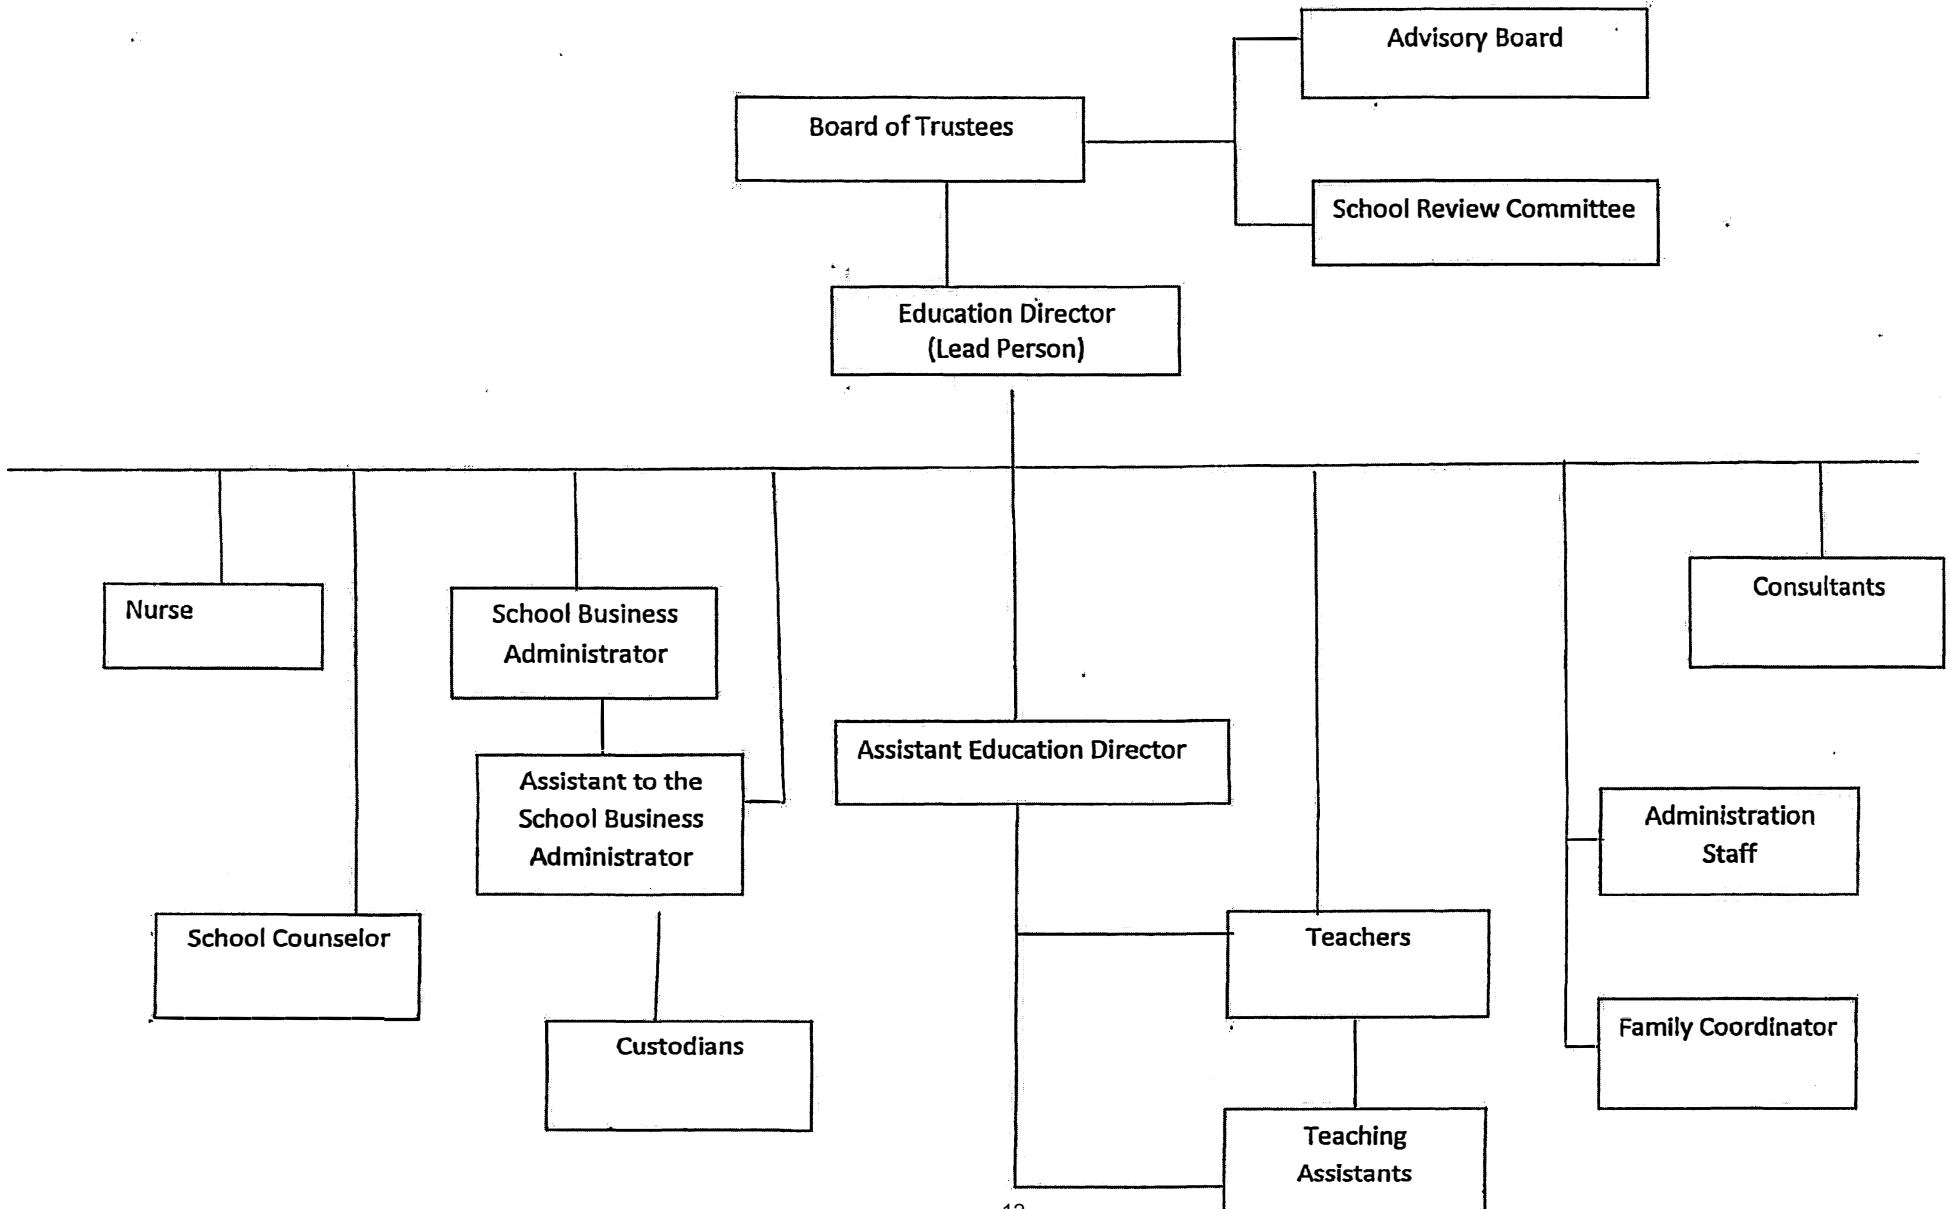 Advisory Board
Board of Trustees
School Review Committee
Education Director
(Lead Person)
Nurse
School Business
Administrator
Consultants
Assistant Education Director
Assistant to the
School Business
Administrator
Administration
Staff
School Counselor
Teachers
Custodians
Family Coordinator
Teaching
Assistants